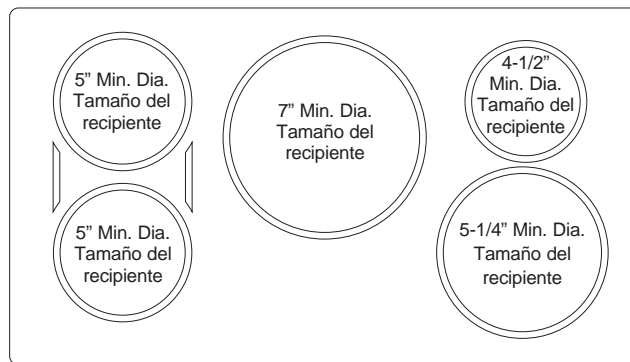 5” Min. Dia.
Tamaño del
recipiente
7” Min. Dia.
Tamaño del
recipiente
4-1/2”
Min. Dia.
Tamaño del
recipiente
5” Min. Dia.
Tamaño del
recipiente
5-1/4” Min. Dia.
Tamaño del
recipiente